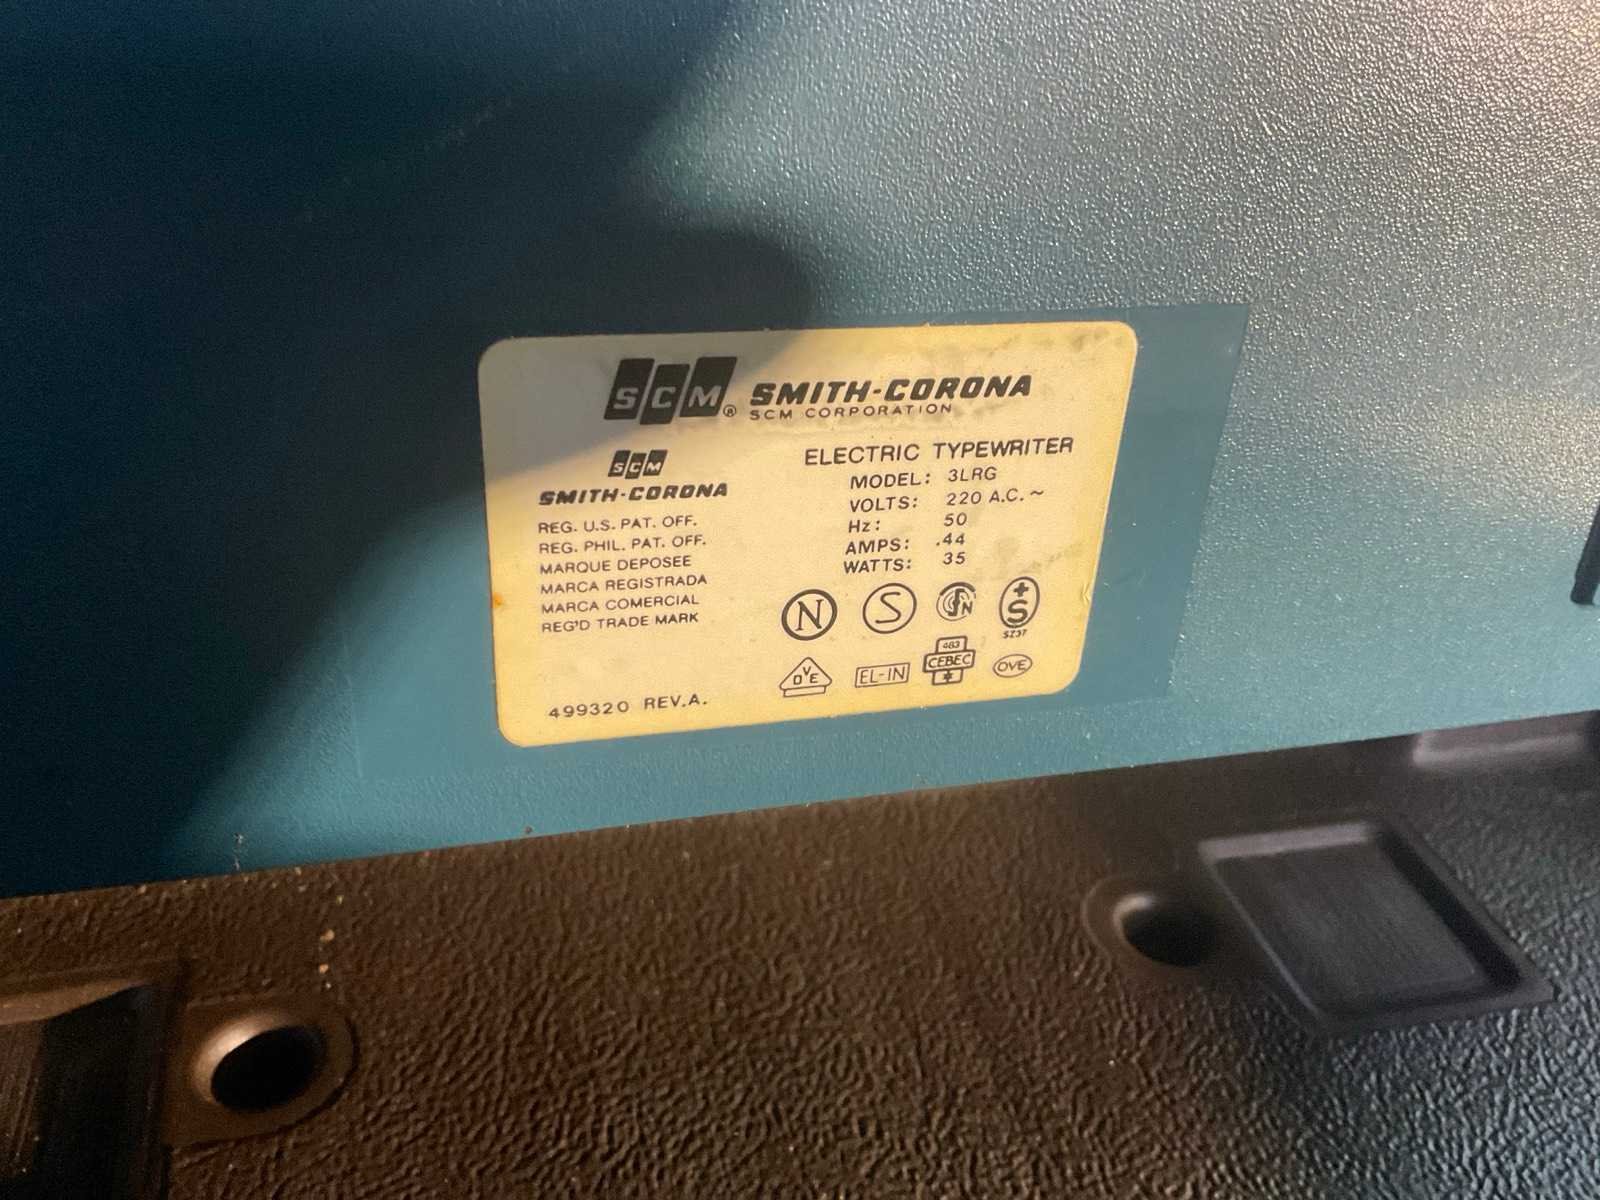 SCM® SMITH-CORONA
SCM CORPORATION
SCM
SMITH-CORONA
REG. U.S. PAT. OFF.
REG. PHIL. PAT. OFF.
MARQUE DEPOSEE
MARCA REGISTRADA
MARCA COMERCIAL
REG'D TRADE MARK
499320 REV.A.
ELECTRIC TYPEWRITER
MODEL: 3LRG
VOLTS: 220 A.C. ~
Hz: 50
AMPS: .44
WATTS: 35
N S N +S
SZ37
DVE EL-IN 483 CEBEC OVE